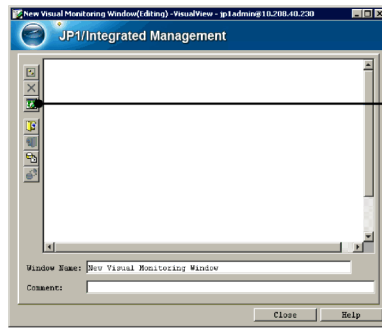 New Visual Monitoring Window(Editing) -VisualView - jp1admin@10.208.40.230
JP1/Integrated Management
Window Name: New Visual Monitoring Window
Comment:
Close Help